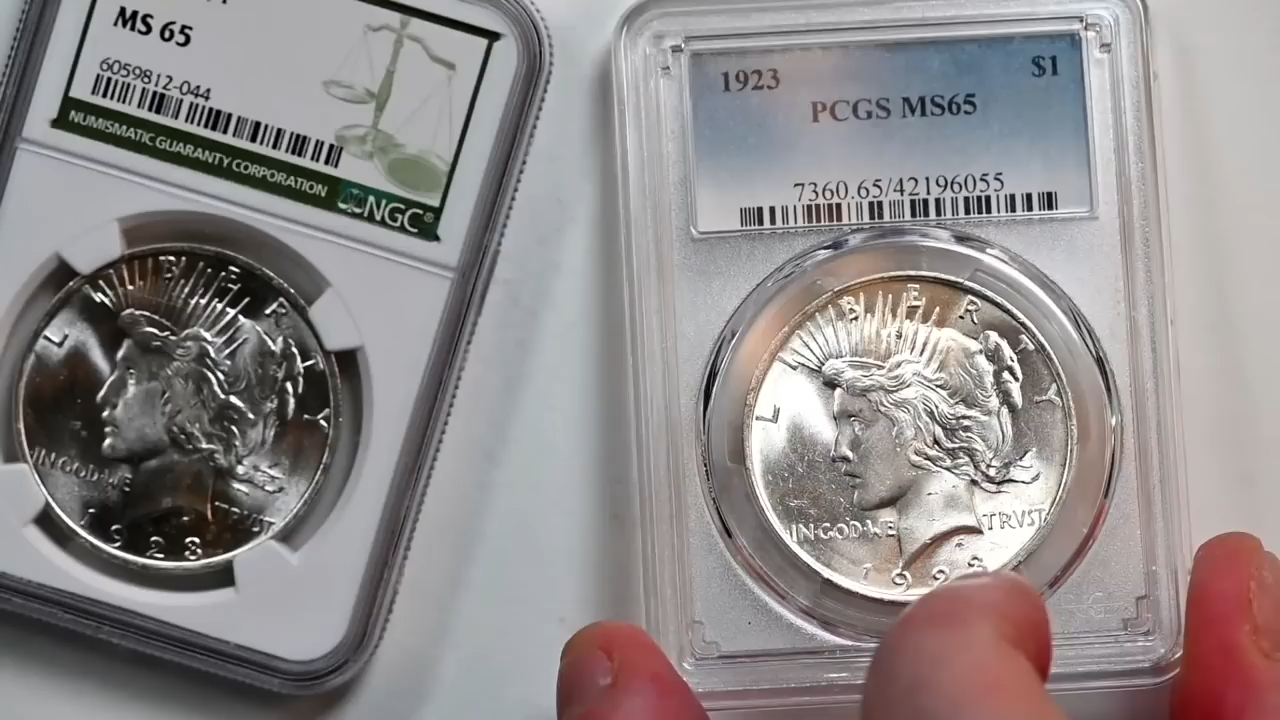 MS 65
6059812-044
NUMISMATIC GUARANTY CORPORATION
NGC®
LIBERTY
IN GOD WE TRVST
1923
1923 $1
PCGS MS65
7360.65/42196055
LIBERTY
IN GOD WE TRVST
1923